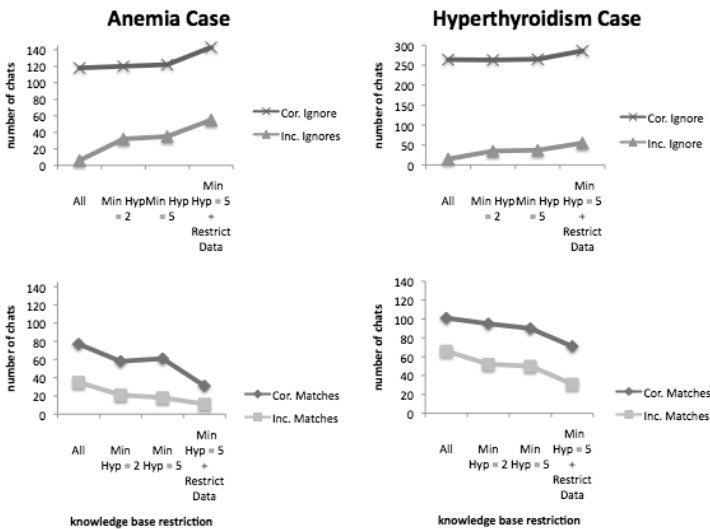 Anemia Case
number of chats
140
120
100
80
60
40
20
0
Cor. Ignore
Inc. Ignores
All
Min Hyp = 2
Min Hyp = 5
Min Hyp = 5 + Restrict Data
Hyperthyroidism Case
number of chats
300
250
200
150
100
50
0
Cor. Ignore
Inc. Ignore
All
Min Hyp = 2
Min Hyp = 5
Min Hyp = 5 + Restrict Data
number of chats
140
120
100
80
60
40
20
0
Cor. Matches
Inc. Matches
All
Min Hyp = 2
Min Hyp = 5
Min Hyp = 5 + Restrict Data
knowledge base restriction
number of chats
140
120
100
80
60
40
20
0
Cor. Matches
Inc. Matches
All
Min Hyp = 2
Min Hyp = 5
Min Hyp = 5 + Restrict Data
knowledge base restriction